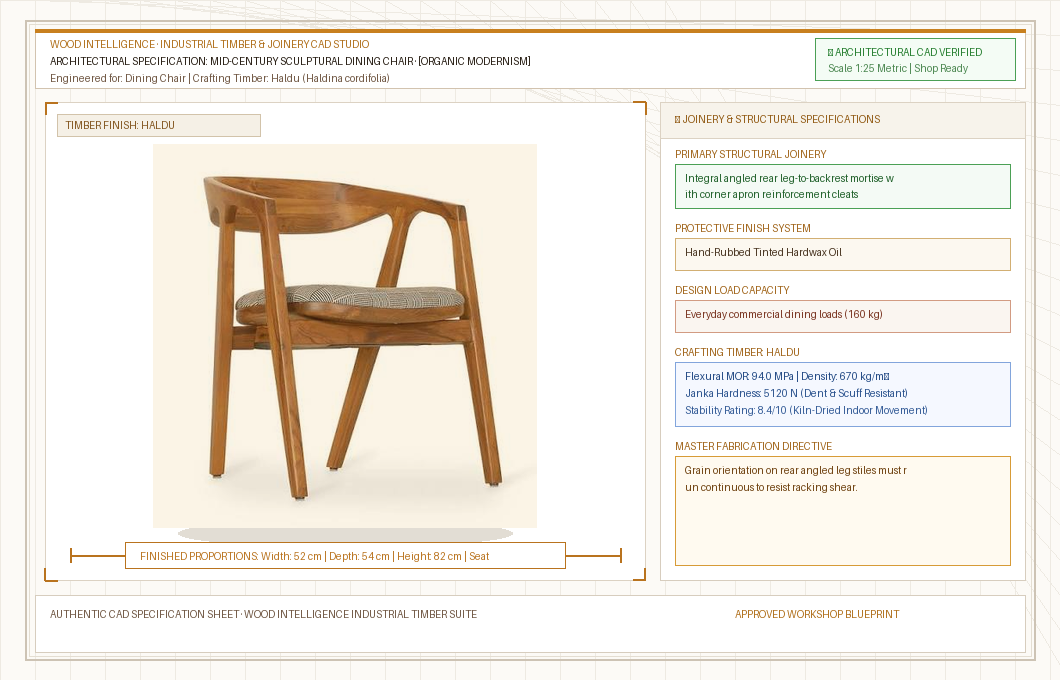 WOOD INTELLIGENCE · INDUSTRIAL TIMBER & JOINERY CAD STUDIO
ARCHITECTURAL SPECIFICATION: MID-CENTURY SCULPTURAL DINING CHAIR · [ORGANIC MODERNISM]
Engineered for: Dining Chair | Crafting Timber: Haldu (Haldina cordifolia)
ARCHITECTURAL CAD VERIFIED
Scale 1:25 Metric | Shop Ready
TIMBER FINISH: HALDU
FINISHED PROPORTIONS: Width: 52 cm | Depth: 54 cm | Height: 82 cm | Seat
JOINERY & STRUCTURAL SPECIFICATIONS
PRIMARY STRUCTURAL JOINERY
Integral angled rear leg-to-backrest mortise w
ith corner apron reinforcement cleats
PROTECTIVE FINISH SYSTEM
Hand-Rubbed Tinted Hardwax Oil
DESIGN LOAD CAPACITY
Everyday commercial dining loads (160 kg)
CRAFTING TIMBER: HALDU
Flexural MOR: 94.0 MPa | Density: 670 kg/m
Janka Hardness: 5120 N (Dent & Scuff Resistant)
Stability Rating: 8.4/10 (Kiln-Dried Indoor Movement)
MASTER FABRICATION DIRECTIVE
Grain orientation on rear angled leg stiles must r
un continuous to resist racking shear.
AUTHENTIC CAD SPECIFICATION SHEET · WOOD INTELLIGENCE INDUSTRIAL TIMBER SUITE
APPROVED WORKSHOP BLUEPRINT